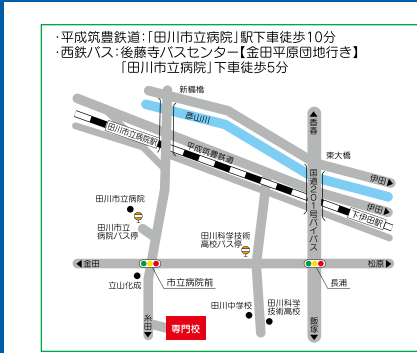 ・平成筑豊鉄道：「田川市立病院」駅下車徒歩10分
・西鉄バス：後藤寺バスセンター【金田平原団地行き】
「田川市立病院」下車徒歩5分
新橋橋
彦山川
香春
田川市立病院駅
平成筑豊鉄道
東大橋
伊田
国道201号バイパス
伊田
下伊田駅
田川市立病院
田川市立
病院バス停
田川科学技術
高校バス停
金田
松原
立山化成
市立病院前
長浦
糸田
専門校
田川中学校
田川科学
技術高校
飯塚